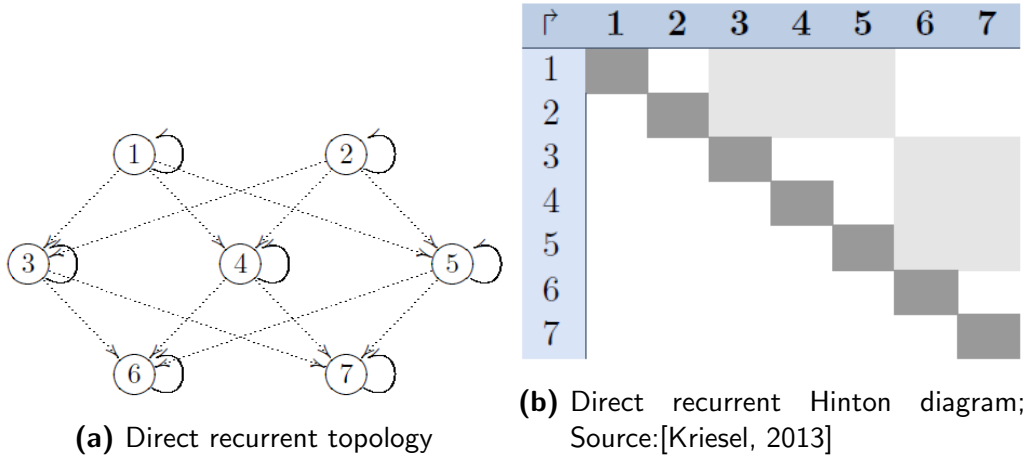 1 2
3 4 5
6 7
(a) Direct recurrent topology
↱ 1 2 3 4 5 6 7
1
2
3
4
5
6
7
(b) Direct recurrent Hinton diagram;
Source:[Kriesel, 2013]